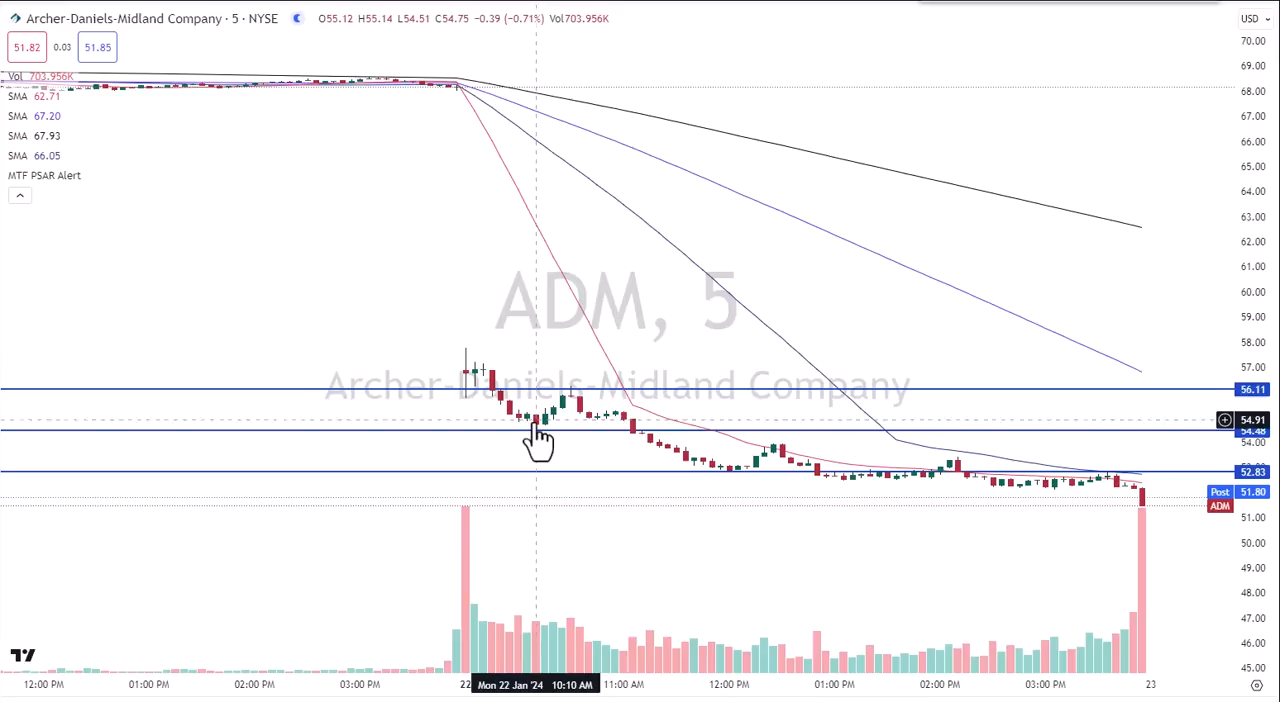 Archer-Daniels-Midland Company · 5 · NYSE O55.12 H55.14 L54.51 C54.75 −0.39 (−0.71%) Vol703.956K
USD
51.82 0.03 51.85
Vol 703.956K
SMA 62.71
SMA 67.20
SMA 67.93
SMA 66.05
MTF PSAR Alert
ADM, 5
Archer-Daniels-Midland Company
70.00
69.00
68.00
67.00
66.00
65.00
64.00
63.00
62.00
61.00
60.00
59.00
58.00
57.00
56.11
54.91
54.48
54.00
52.83
Post 51.80
ADM
51.00
50.00
49.00
48.00
47.00
46.00
45.00
12:00 PM 01:00 PM 02:00 PM 03:00 PM 22 Mon 22 Jan '24 10:10 AM 11:00 AM 12:00 PM 01:00 PM 02:00 PM 03:00 PM 23